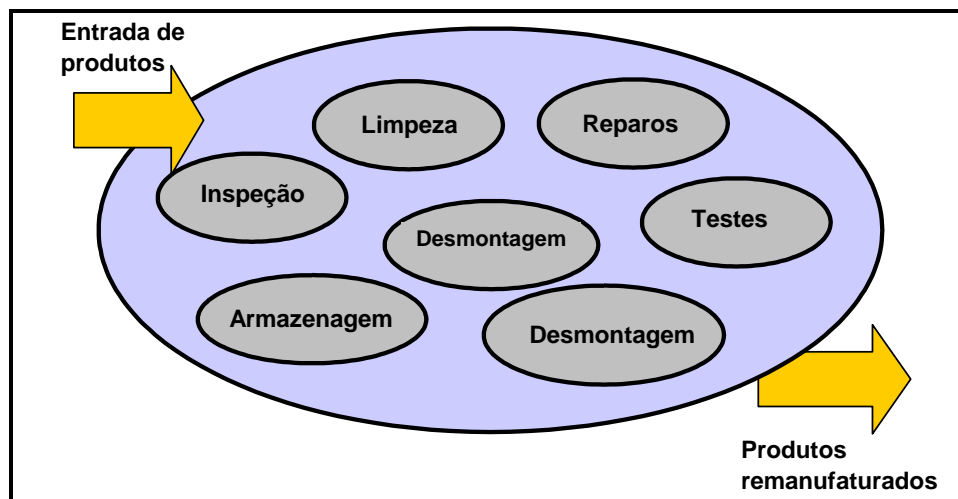 Entrada de
produtos
Limpeza
Reparos
Inspeção
Desmontagem
Testes
Armazenagem
Desmontagem
Produtos
remanufaturados